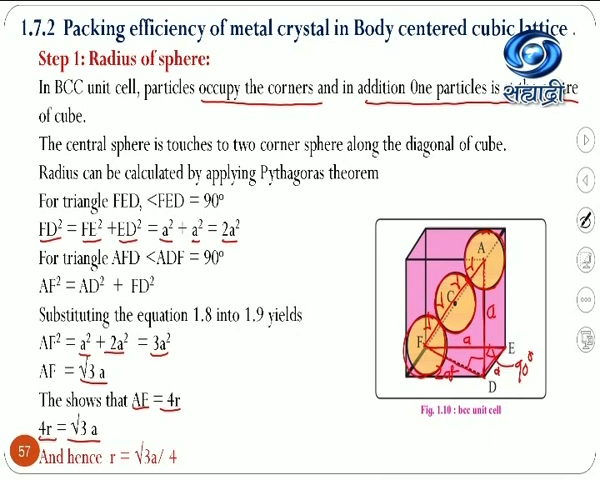 1.7.2 Packing efficiency of metal crystal in Body centered cubic lattice .
Step 1: Radius of sphere:
In BCC unit cell, particles occupy the corners and in addition One particles is
of cube.
सह्याद्री
The central sphere is touches to two corner sphere along the diagonal of cube.
Radius can be calculated by applying Pythagoras theorem
For triangle FED, <FED = 90°
FD² = FE² +ED² = a² + a² = 2a²
For triangle AFD <ADF = 90°
AF² = AD² + FD²
Substituting the equation 1.8 into 1.9 yields
AF² = a² + 2a² = 3a²
AF = √3 a
The shows that AF = 4r
4r = √3 a
And hence r = √3a/ 4
57
A
r
r
C
r
r
F
a
a
E
a
90°
D
Fig. 1.10 : bcc unit cell